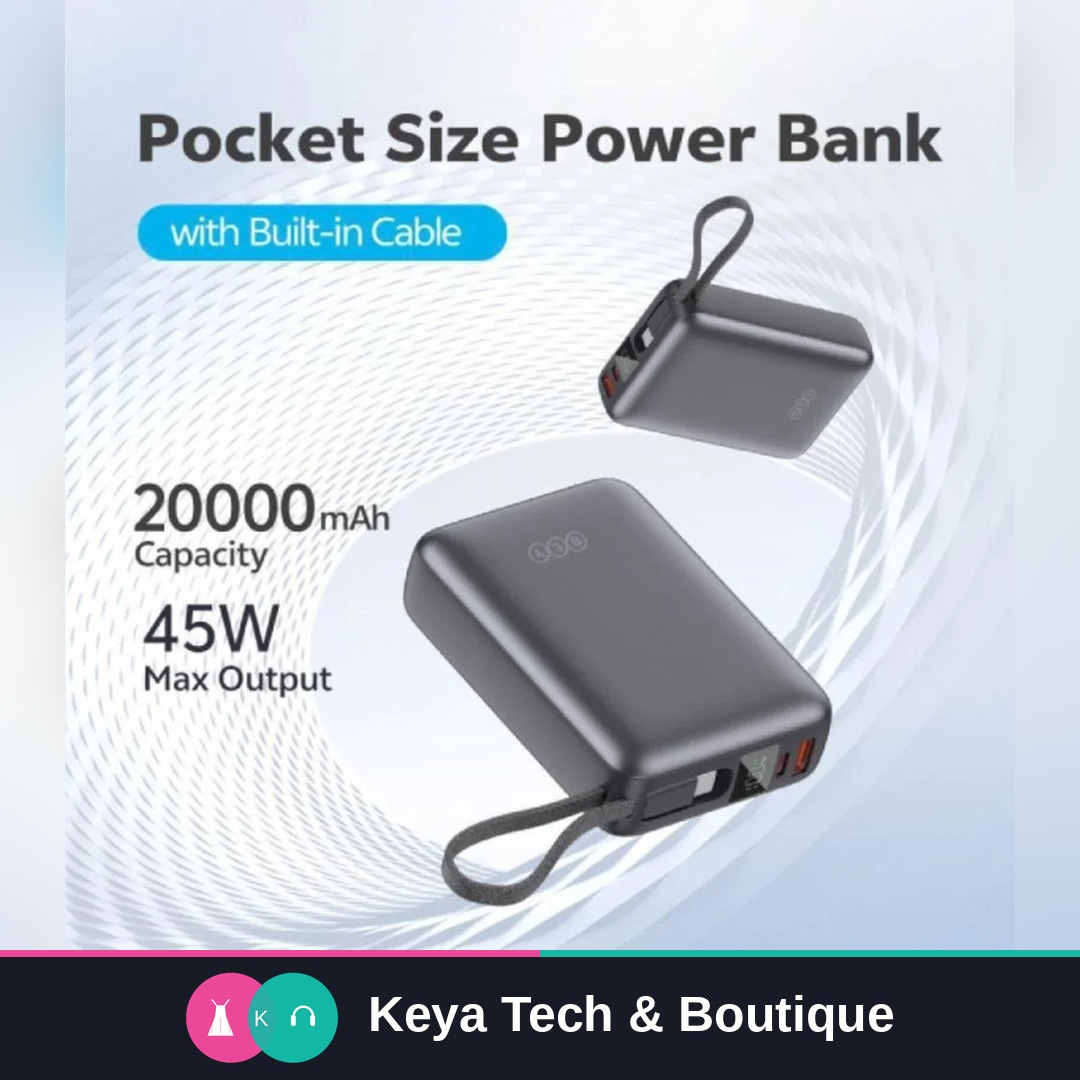 Pocket Size Power Bank
with Built-in Cable
20000mAh
Capacity
45W
Max Output
K
Keya Tech & Boutique